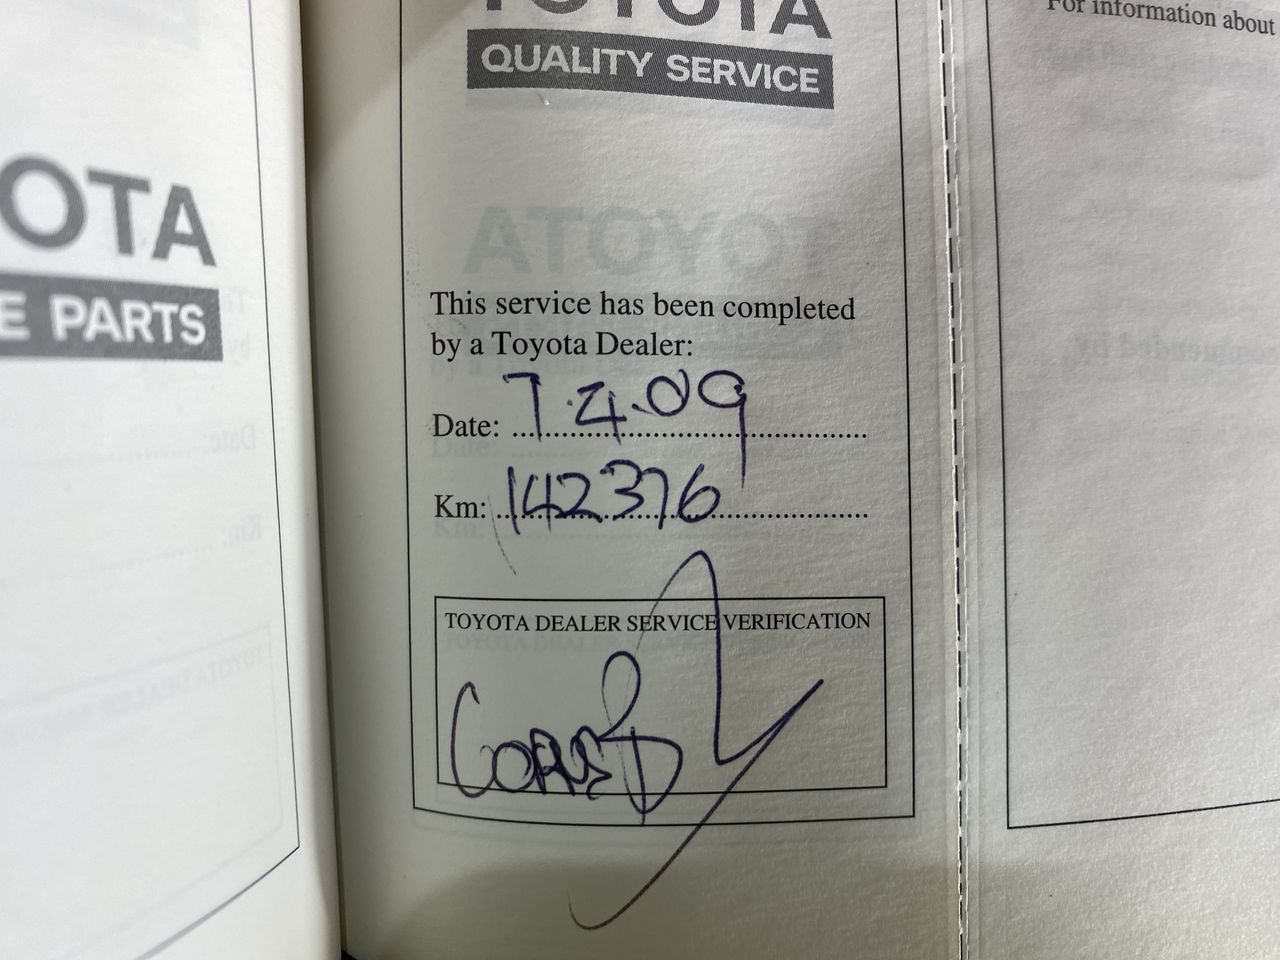 OTA
E PARTS
TOYOTA
QUALITY SERVICE
This service has been completed
by a Toyota Dealer:
Date: 7.4.09
Km: 142376
TOYOTA DEALER SERVICE VERIFICATION
For information about